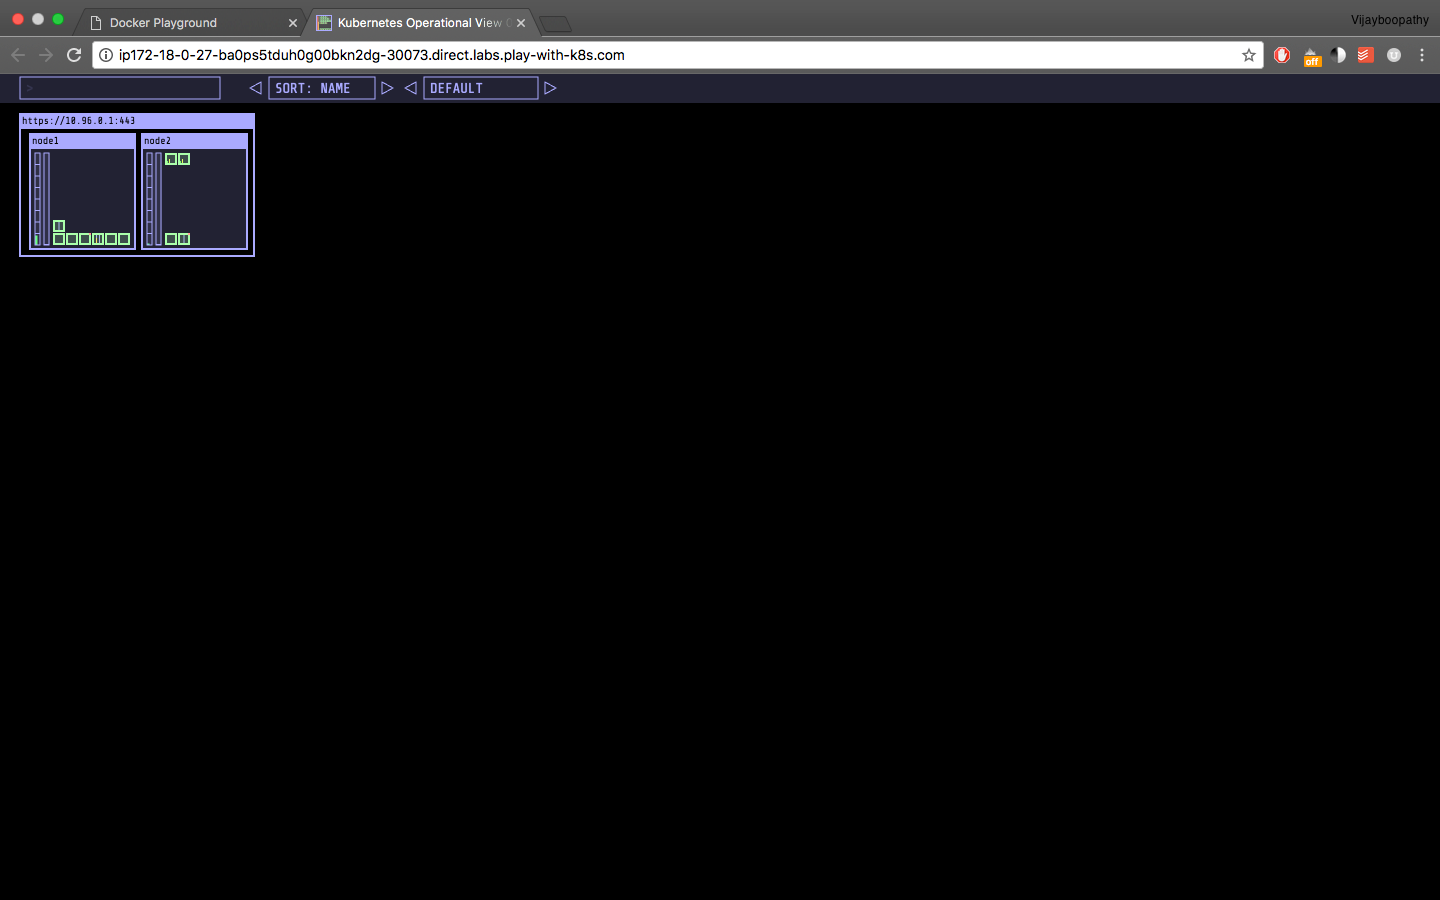 Docker Playground
Kubernetes Operational View
Vijayboopathy
ip172-18-0-27-ba0ps5tduh0g00bkn2dg-30073.direct.labs.play-with-k8s.com
off
>
SORT: NAME
DEFAULT
https://10.96.0.1:443
node1
node2